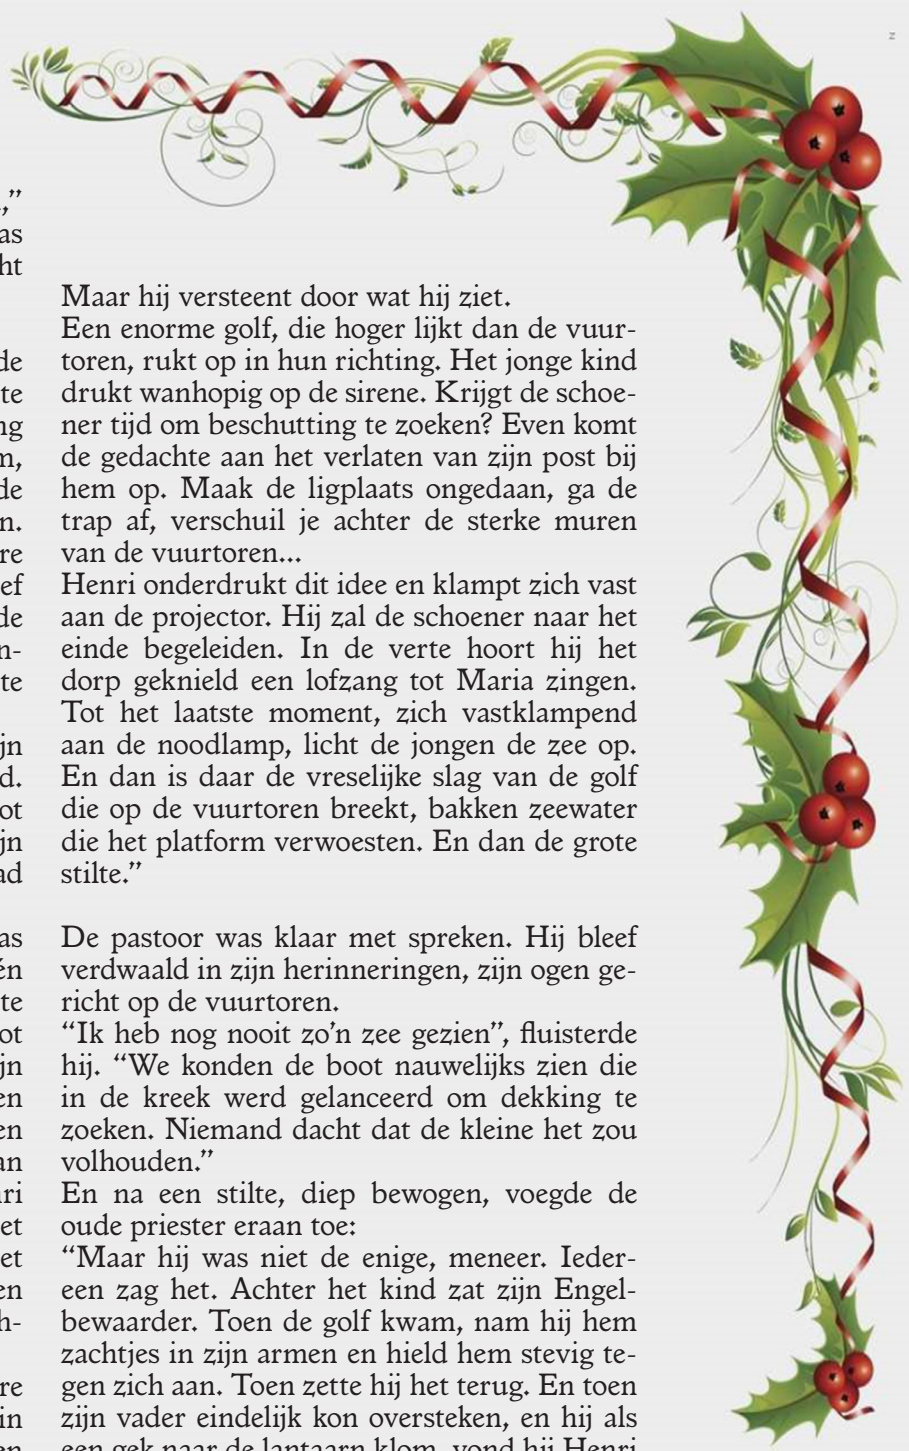 Maar hij versteent door wat hij ziet.
Een enorme golf, die hoger lijkt dan de vuur-
toren, rukt op in hun richting. Het jonge kind
drukt wanhopig op de sirene. Krijgt de schoe-
ner tijd om beschutting te zoeken? Even komt
de gedachte aan het verlaten van zijn post bij
hem op. Maak de ligplaats ongedaan, ga de
trap af, verschuil je achter de sterke muren
van de vuurtoren...
Henri onderdrukt dit idee en klampt zich vast
aan de projector. Hij zal de schoener naar het
einde begeleiden. In de verte hoort hij het
dorp geknield een lofzang tot Maria zingen.
Tot het laatste moment, zich vastklampend
aan de noodlamp, licht de jongen de zee op.
En dan is daar de vreselijke slag van de golf
die op de vuurtoren breekt, bakken zeewater
die het platform verwoesten. En dan de grote
stilte.”
De pastoor was klaar met spreken. Hij bleef
verdwaald in zijn herinneringen, zijn ogen ge-
richt op de vuurtoren.
“Ik heb nog nooit zo’n zee gezien”, fluisterde
hij. “We konden de boot nauwelijks zien die
in de kreek werd gelanceerd om dekking te
zoeken. Niemand dacht dat de kleine het zou
volhouden.”
En na een stilte, diep bewogen, voegde de
oude priester eraan toe:
“Maar hij was niet de enige, meneer. Ieder-
een zag het. Achter het kind zat zijn Engel-
bewaarder. Toen de golf kwam, nam hij hem
zachtjes in zijn armen en hield hem stevig te-
gen zich aan. Toen zette hij het terug. En toen
zijn vader eindelijk kon oversteken, en hij als
een gek naar de lantaarn klom, vond hij Henri